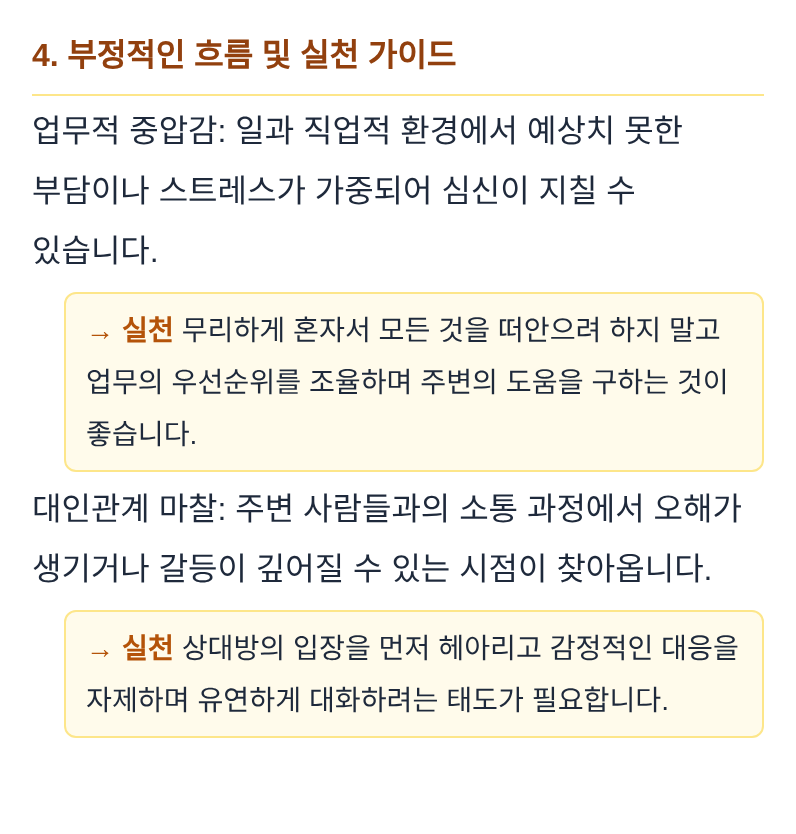 4. 부정적인 흐름 및 실천 가이드
업무적 중압감: 일과 직업적 환경에서 예상치 못한
부담이나 스트레스가 가중되어 심신이 지칠 수
있습니다.
→ 실천 무리하게 혼자서 모든 것을 떠안으려 하지 말고
업무의 우선순위를 조율하며 주변의 도움을 구하는 것이
좋습니다.
대인관계 마찰: 주변 사람들과의 소통 과정에서 오해가
생기거나 갈등이 깊어질 수 있는 시점이 찾아옵니다.
→ 실천 상대방의 입장을 먼저 헤아리고 감정적인 대응을
자제하며 유연하게 대화하려는 태도가 필요합니다.